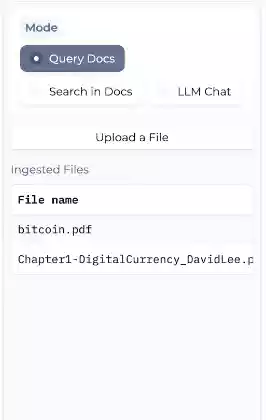 Mode
Query Docs
Search in Docs
LLM Chat
Upload a File
Ingested Files
File name
bitcoin.pdf
Chapter1-DigitalCurrency_DavidLee.p